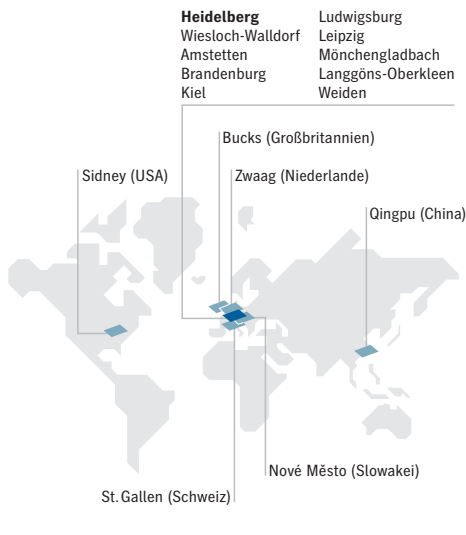 Heidelberg
Wiesloch-Walldorf
Amstetten
Brandenburg
Kiel
Ludwigsburg
Leipzig
Mönchengladbach
Langgöns-Oberkleen
Weiden
Bucks (Großbritannien)
Sidney (USA)
Zwaag (Niederlande)
Qingpu (China)
Nové Město (Slowakei)
St. Gallen (Schweiz)